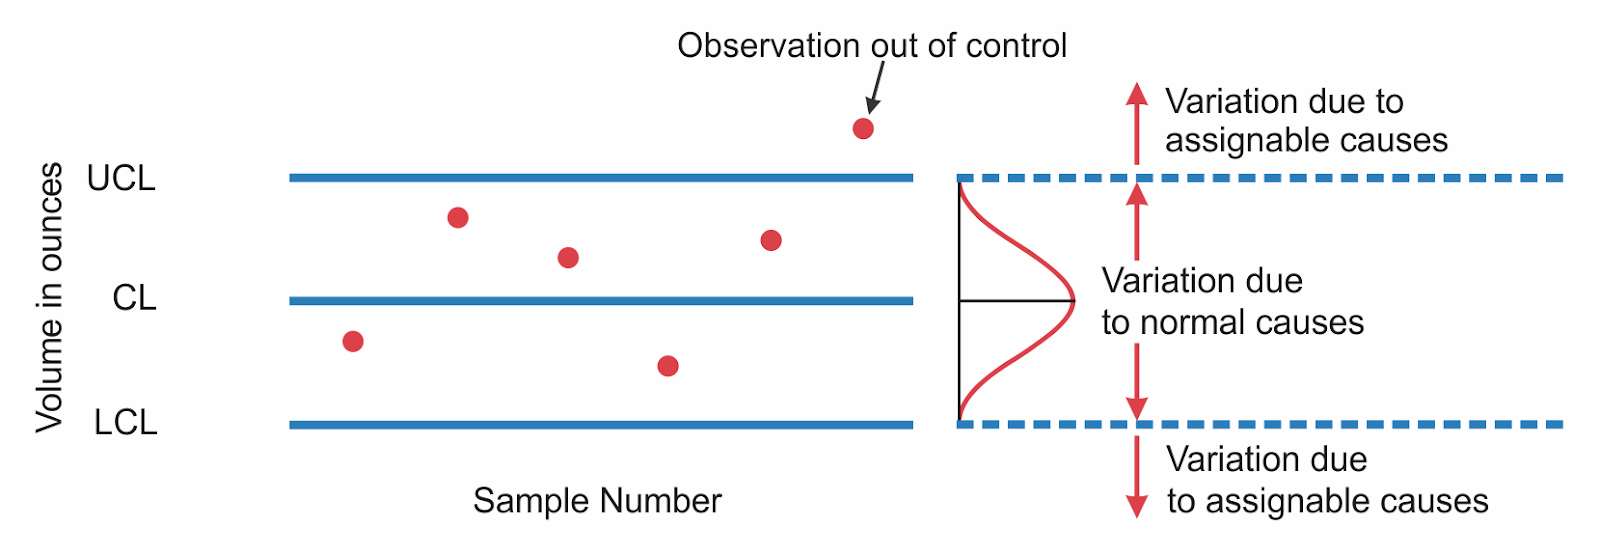 Observation out of control
Variation due to
assignable causes
UCL
Volume in ounces
CL
Variation due
to normal causes
LCL
Variation due
to assignable causes
Sample Number